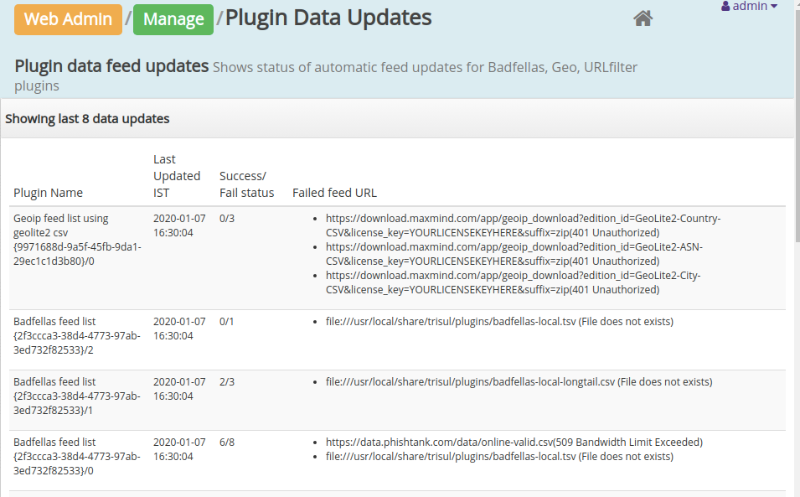 Web Admin / Manage / Plugin Data Updates
admin
Plugin data feed updates Shows status of automatic feed updates for Badfellas, Geo, URLfilter
plugins
Showing last 8 data updates
Last
Updated Success/
Plugin Name IST Fail status Failed feed URL
Geoip feed list using 2020-01-07 0/3 • https://download.maxmind.com/app/geoip_download?edition_id=GeoLite2-Country-
geolite2 csv 16:30:04 CSV&license_key=YOURLICENSEKEYHERE&suffix=zip(401 Unauthorized)
{9971688d-9a5f-45fb-9da1- • https://download.maxmind.com/app/geoip_download?edition_id=GeoLite2-ASN-
29ec1c1d3b80}/0 CSV&license_key=YOURLICENSEKEYHERE&suffix=zip(401 Unauthorized)
• https://download.maxmind.com/app/geoip_download?edition_id=GeoLite2-City-
CSV&license_key=YOURLICENSEKEYHERE&suffix=zip(401 Unauthorized)
Badfellas feed list 2020-01-07 0/1 • file:///usr/local/share/trisul/plugins/badfellas-local.tsv (File does not exists)
{2f3ccca3-38d4-4773-97ab- 16:30:04
3ed732f82533}/2
Badfellas feed list 2020-01-07 2/3 • file:///usr/local/share/trisul/plugins/badfellas-local-longtail.csv (File does not exists)
{2f3ccca3-38d4-4773-97ab- 16:30:04
3ed732f82533}/1
Badfellas feed list 2020-01-07 6/8 • https://data.phishtank.com/data/online-valid.csv(509 Bandwidth Limit Exceeded)
{2f3ccca3-38d4-4773-97ab- 16:30:04 • file:///usr/local/share/trisul/plugins/badfellas-local.tsv (File does not exists)
3ed732f82533}/0